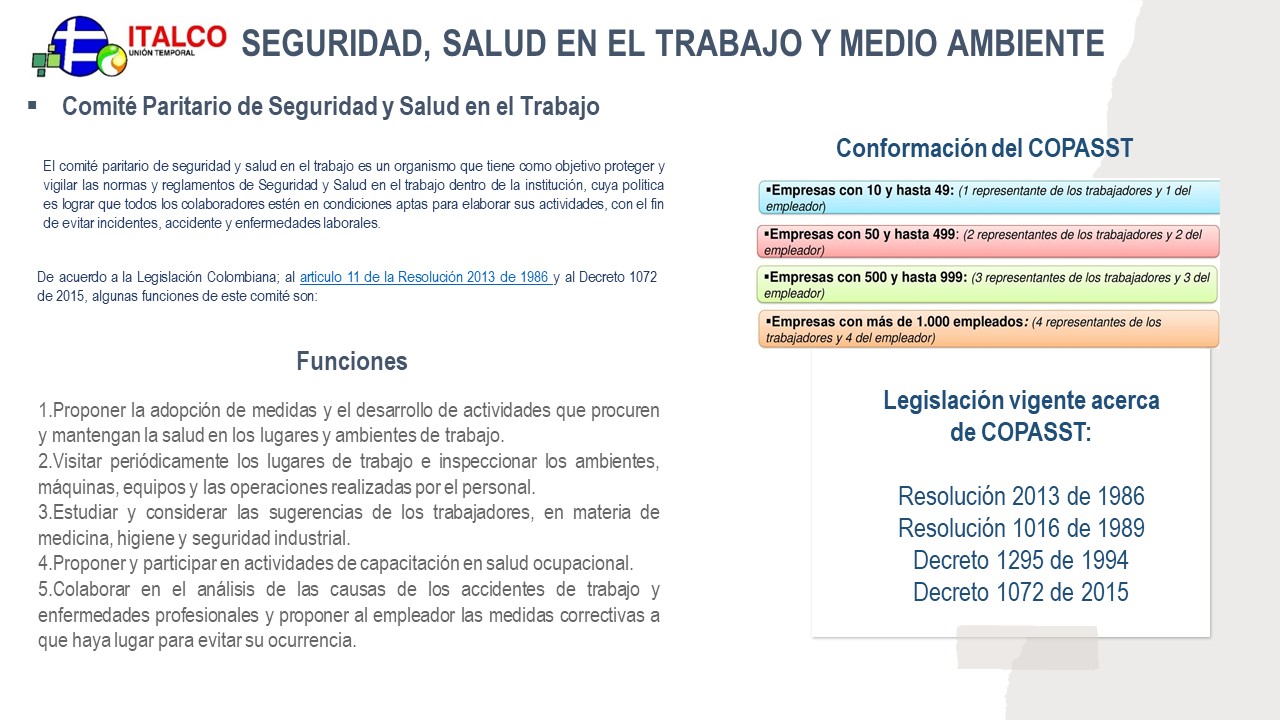 ITALCO
UNIÓN TEMPORAL
SEGURIDAD, SALUD EN EL TRABAJO Y MEDIO AMBIENTE
▪ Comité Paritario de Seguridad y Salud en el Trabajo
El comité paritario de seguridad y salud en el trabajo es un organismo que tiene como objetivo proteger y
vigilar las normas y reglamentos de Seguridad y Salud en el trabajo dentro de la institución, cuya política
es lograr que todos los colaboradores estén en condiciones aptas para elaborar sus actividades, con el fin
de evitar incidentes, accidente y enfermedades laborales.
De acuerdo a la Legislación Colombiana; al articulo 11 de la Resolución 2013 de 1986 y al Decreto 1072
de 2015, algunas funciones de este comité son:
Funciones
1.Proponer la adopción de medidas y el desarrollo de actividades que procuren
y mantengan la salud en los lugares y ambientes de trabajo.
2.Visitar periódicamente los lugares de trabajo e inspeccionar los ambientes,
máquinas, equipos y las operaciones realizadas por el personal.
3.Estudiar y considerar las sugerencias de los trabajadores, en materia de
medicina, higiene y seguridad industrial.
4.Proponer y participar en actividades de capacitación en salud ocupacional.
5.Colaborar en el análisis de las causas de los accidentes de trabajo y
enfermedades profesionales y proponer al empleador las medidas correctivas a
que haya lugar para evitar su ocurrencia.
Conformación del COPASST
▪Empresas con 10 y hasta 49: (1 representante de los trabajadores y 1 del
empleador)
▪Empresas con 50 y hasta 499: (2 representantes de los trabajadores y 2 del
empleador)
▪Empresas con 500 y hasta 999: (3 representantes de los trabajadores y 3 del
empleador)
▪Empresas con más de 1.000 empleados: (4 representantes de los
trabajadores y 4 del empleador)
Legislación vigente acerca
de COPASST:
Resolución 2013 de 1986
Resolución 1016 de 1989
Decreto 1295 de 1994
Decreto 1072 de 2015